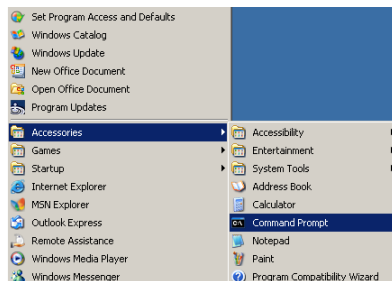 Set Program Access and Defaults
Windows Catalog
Windows Update
New Office Document
Open Office Document
Program Updates
Accessories
Games
Startup
Internet Explorer
MSN Explorer
Outlook Express
Remote Assistance
Windows Media Player
Windows Messenger
Accessibility
Entertainment
System Tools
Address Book
Calculator
Command Prompt
Notepad
Paint
Program Compatibility Wizard